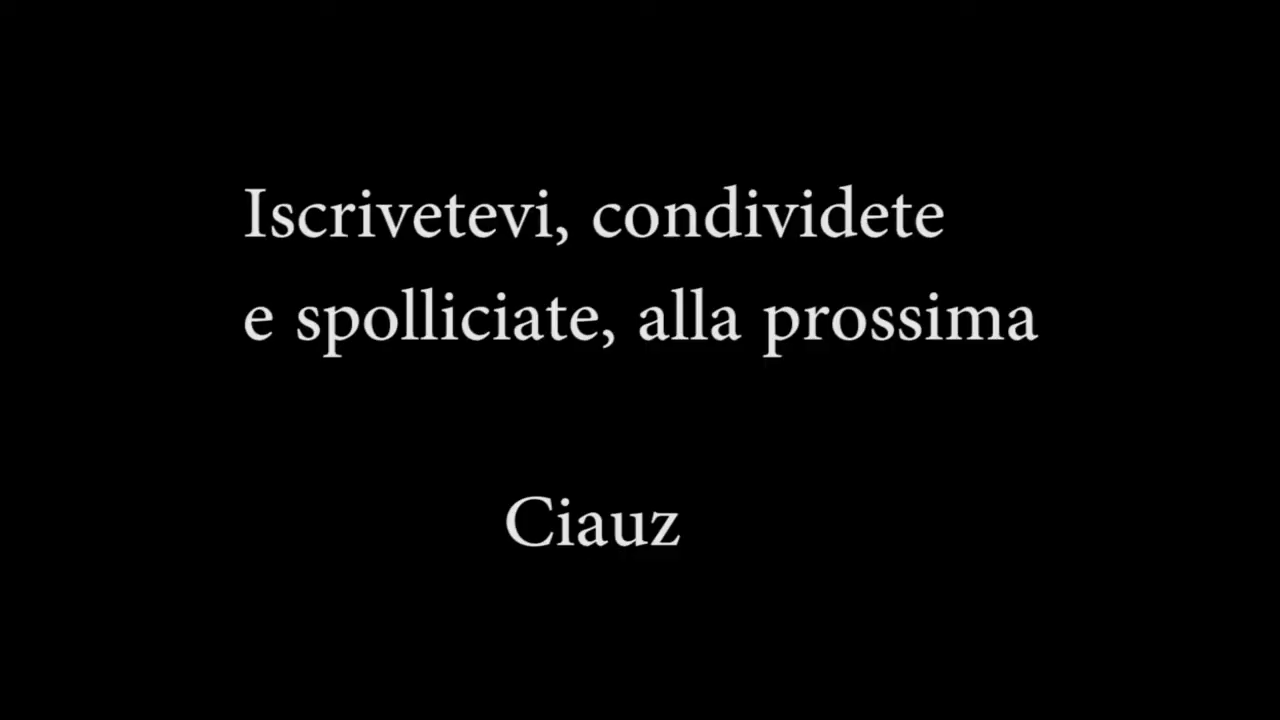 Iscrivetevi, condividete
e spolliciate, alla prossima
Ciauz